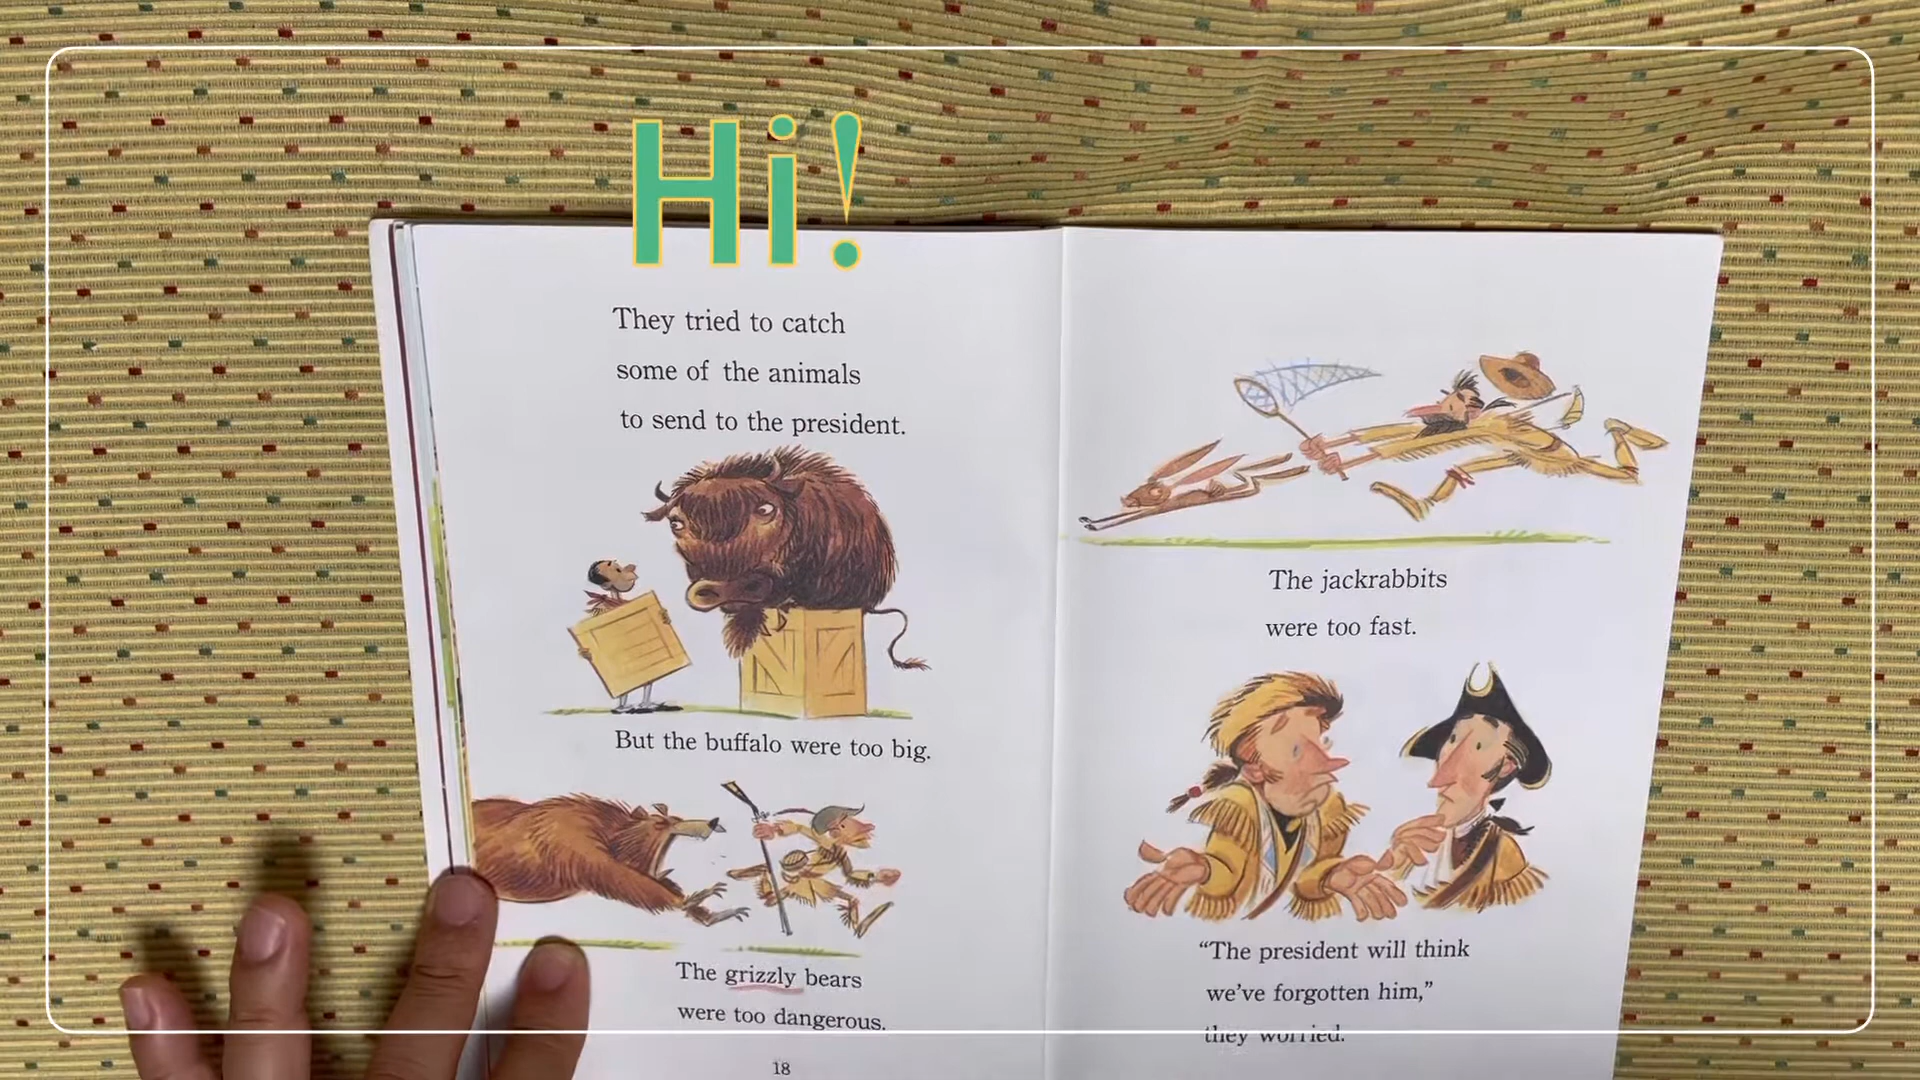 Hi!
They tried to catch
some of the animals
to send to the president.
But the buffalo were too big.
The grizzly bears
were too dangerous.
18
The jackrabbits
were too fast.
“The president will think
we’ve forgotten him,”
they worried.